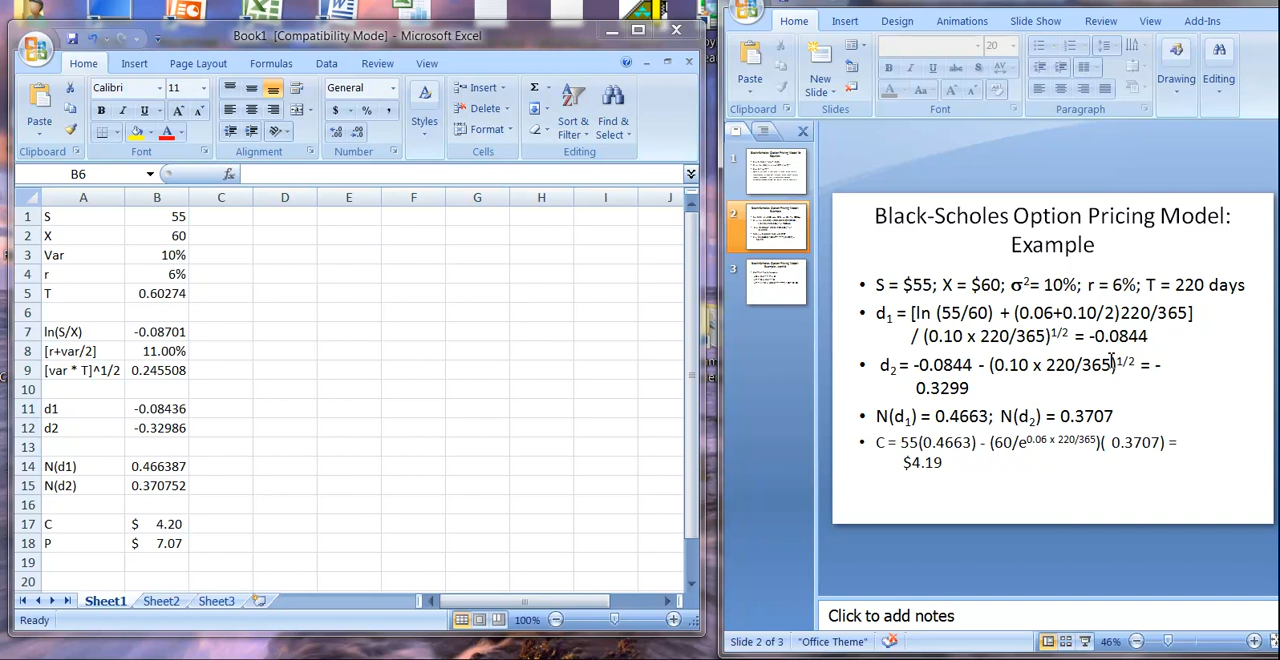 Book1 [Compatibility Mode] - Microsoft Excel
Home Insert Page Layout Formulas Data Review View
Paste
Calibri 11
B I U A A
General
$ % ,
Styles
Insert
Delete
Format
Σ
Sort & Filter
Find & Select
Clipboard Font Alignment Number Cells Editing
B6 fx
A B C D E F G H I J
1 S 55
2 X 60
3 Var 10%
4 r 6%
5 T 0.60274
6
7 ln(S/X) -0.08701
8 [r+var/2] 11.00%
9 [var * T]^1/2 0.245508
10
11 d1 -0.08436
12 d2 -0.32986
13
14 N(d1) 0.466387
15 N(d2) 0.370752
16
17 C $ 4.20
18 P $ 7.07
19
20
Sheet1 Sheet2 Sheet3
Ready 100%
Home Insert Design Animations Slide Show Review View Add-Ins
Paste
New Slide
20
B I U abc S AV
A Aa A A
Drawing
Editing
Clipboard Slides Font Paragraph
1
2
3
Black-Scholes Option Pricing Model:
Example
• S = $55; X = $60; σ²= 10%; r = 6%; T = 220 days
• d₁ = [ln (55/60) + (0.06+0.10/2)220/365]
/ (0.10 x 220/365)^1/2 = -0.0844
• d₂ = -0.0844 - (0.10 x 220/365)^1/2 = -
0.3299
• N(d₁) = 0.4663; N(d₂) = 0.3707
• C = 55(0.4663) - (60/e^0.06 x 220/365)( 0.3707) =
$4.19
Click to add notes
Slide 2 of 3 "Office Theme" 46%